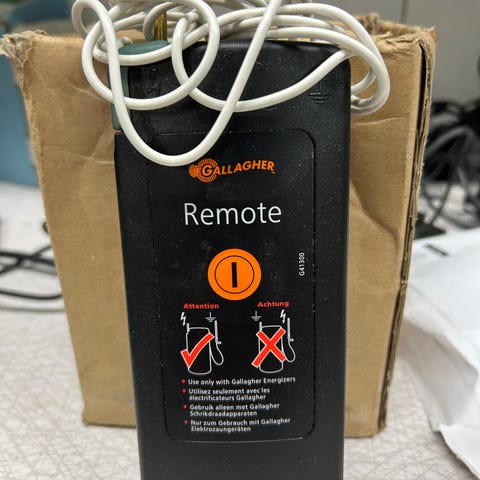 GALLAGHER
Remote
G41300
Attention
Achtung
• Use only with Gallagher Energizers
• Utilisez seulement avec les
électrificateurs Gallagher
• Gebruik alleen met Gallagher
Schrikdraadapparaten
• Nur zum Gebrauch mit Gallagher
Elektrozaungeräten